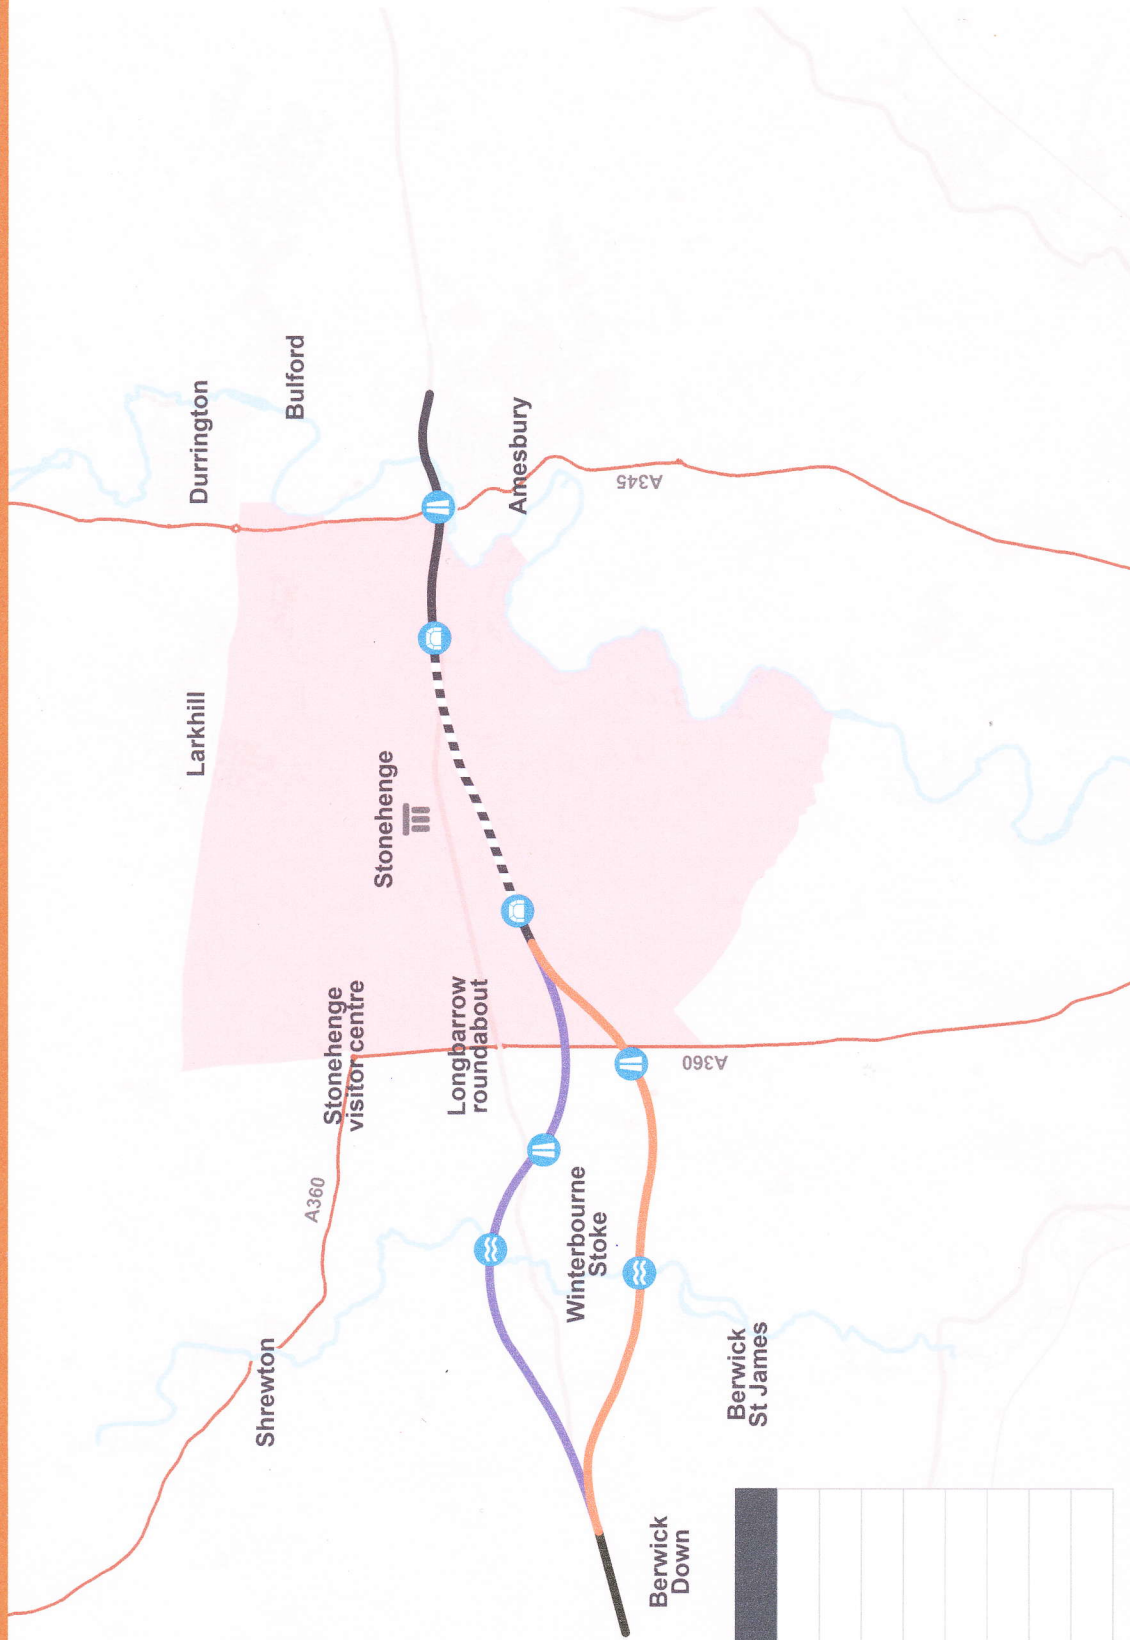 Durrington
Bulford
Larkhill
Amesbury
A345
Stonehenge
Stonehenge
visitor centre
Longbarrow
roundabout
A360
A360
Shrewton
Winterbourne
Stoke
Berwick
St James
Berwick
Down